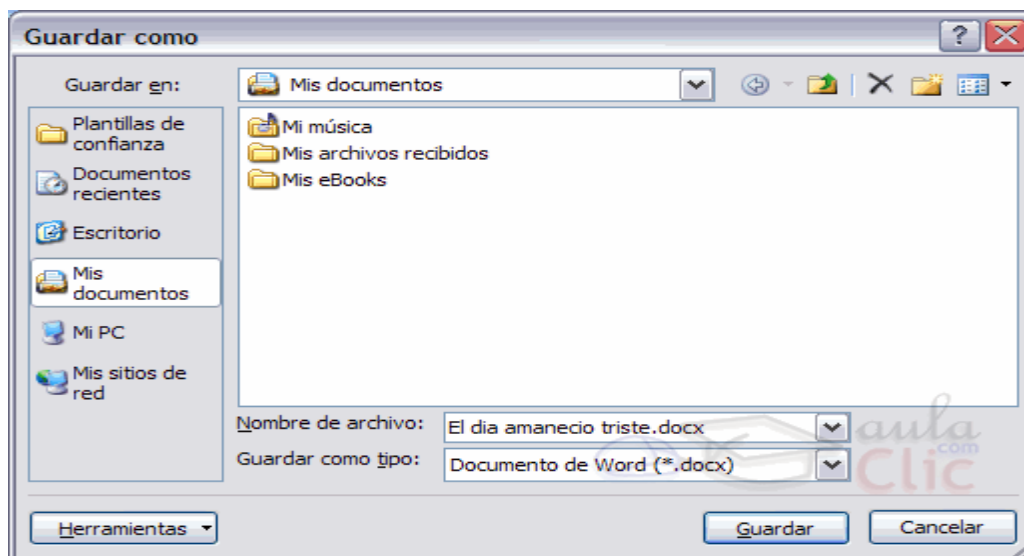 Guardar como
Guardar en:
Mis documentos
Plantillas de
confianza
Documentos
recientes
Escritorio
Mis
documentos
Mi PC
Mis sitios de
red
Mi música
Mis archivos recibidos
Mis eBooks
Nombre de archivo:
El dia amanecio triste.docx
Guardar como tipo:
Documento de Word (*.docx)
aula
.com
Clic
Herramientas
Guardar
Cancelar